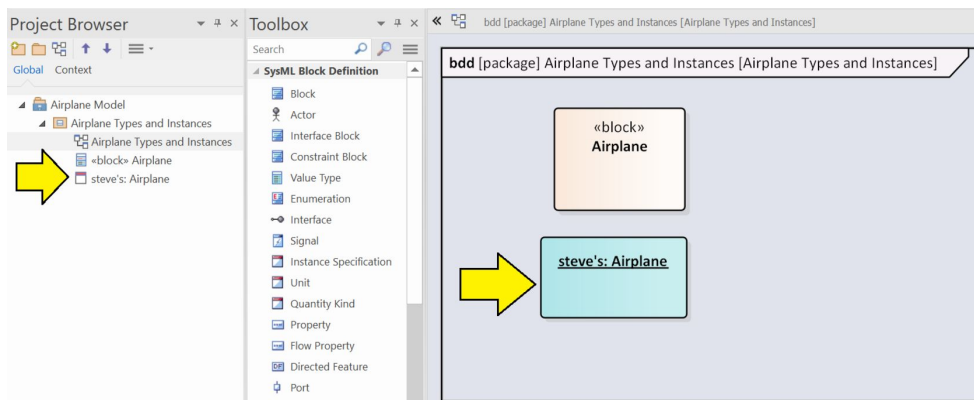 Project Browser
Global Context
Airplane Model
Airplane Types and Instances
Airplane Types and Instances
«block» Airplane
steve's: Airplane
Toolbox
Search
SysML Block Definition
Block
Actor
Interface Block
Constraint Block
Value Type
Enumeration
Interface
Signal
Instance Specification
Unit
Quantity Kind
Property
Flow Property
Directed Feature
Port
bdd [package] Airplane Types and Instances [Airplane Types and Instances]
bdd [package] Airplane Types and Instances [Airplane Types and Instances]
«block»
Airplane
steve's: Airplane